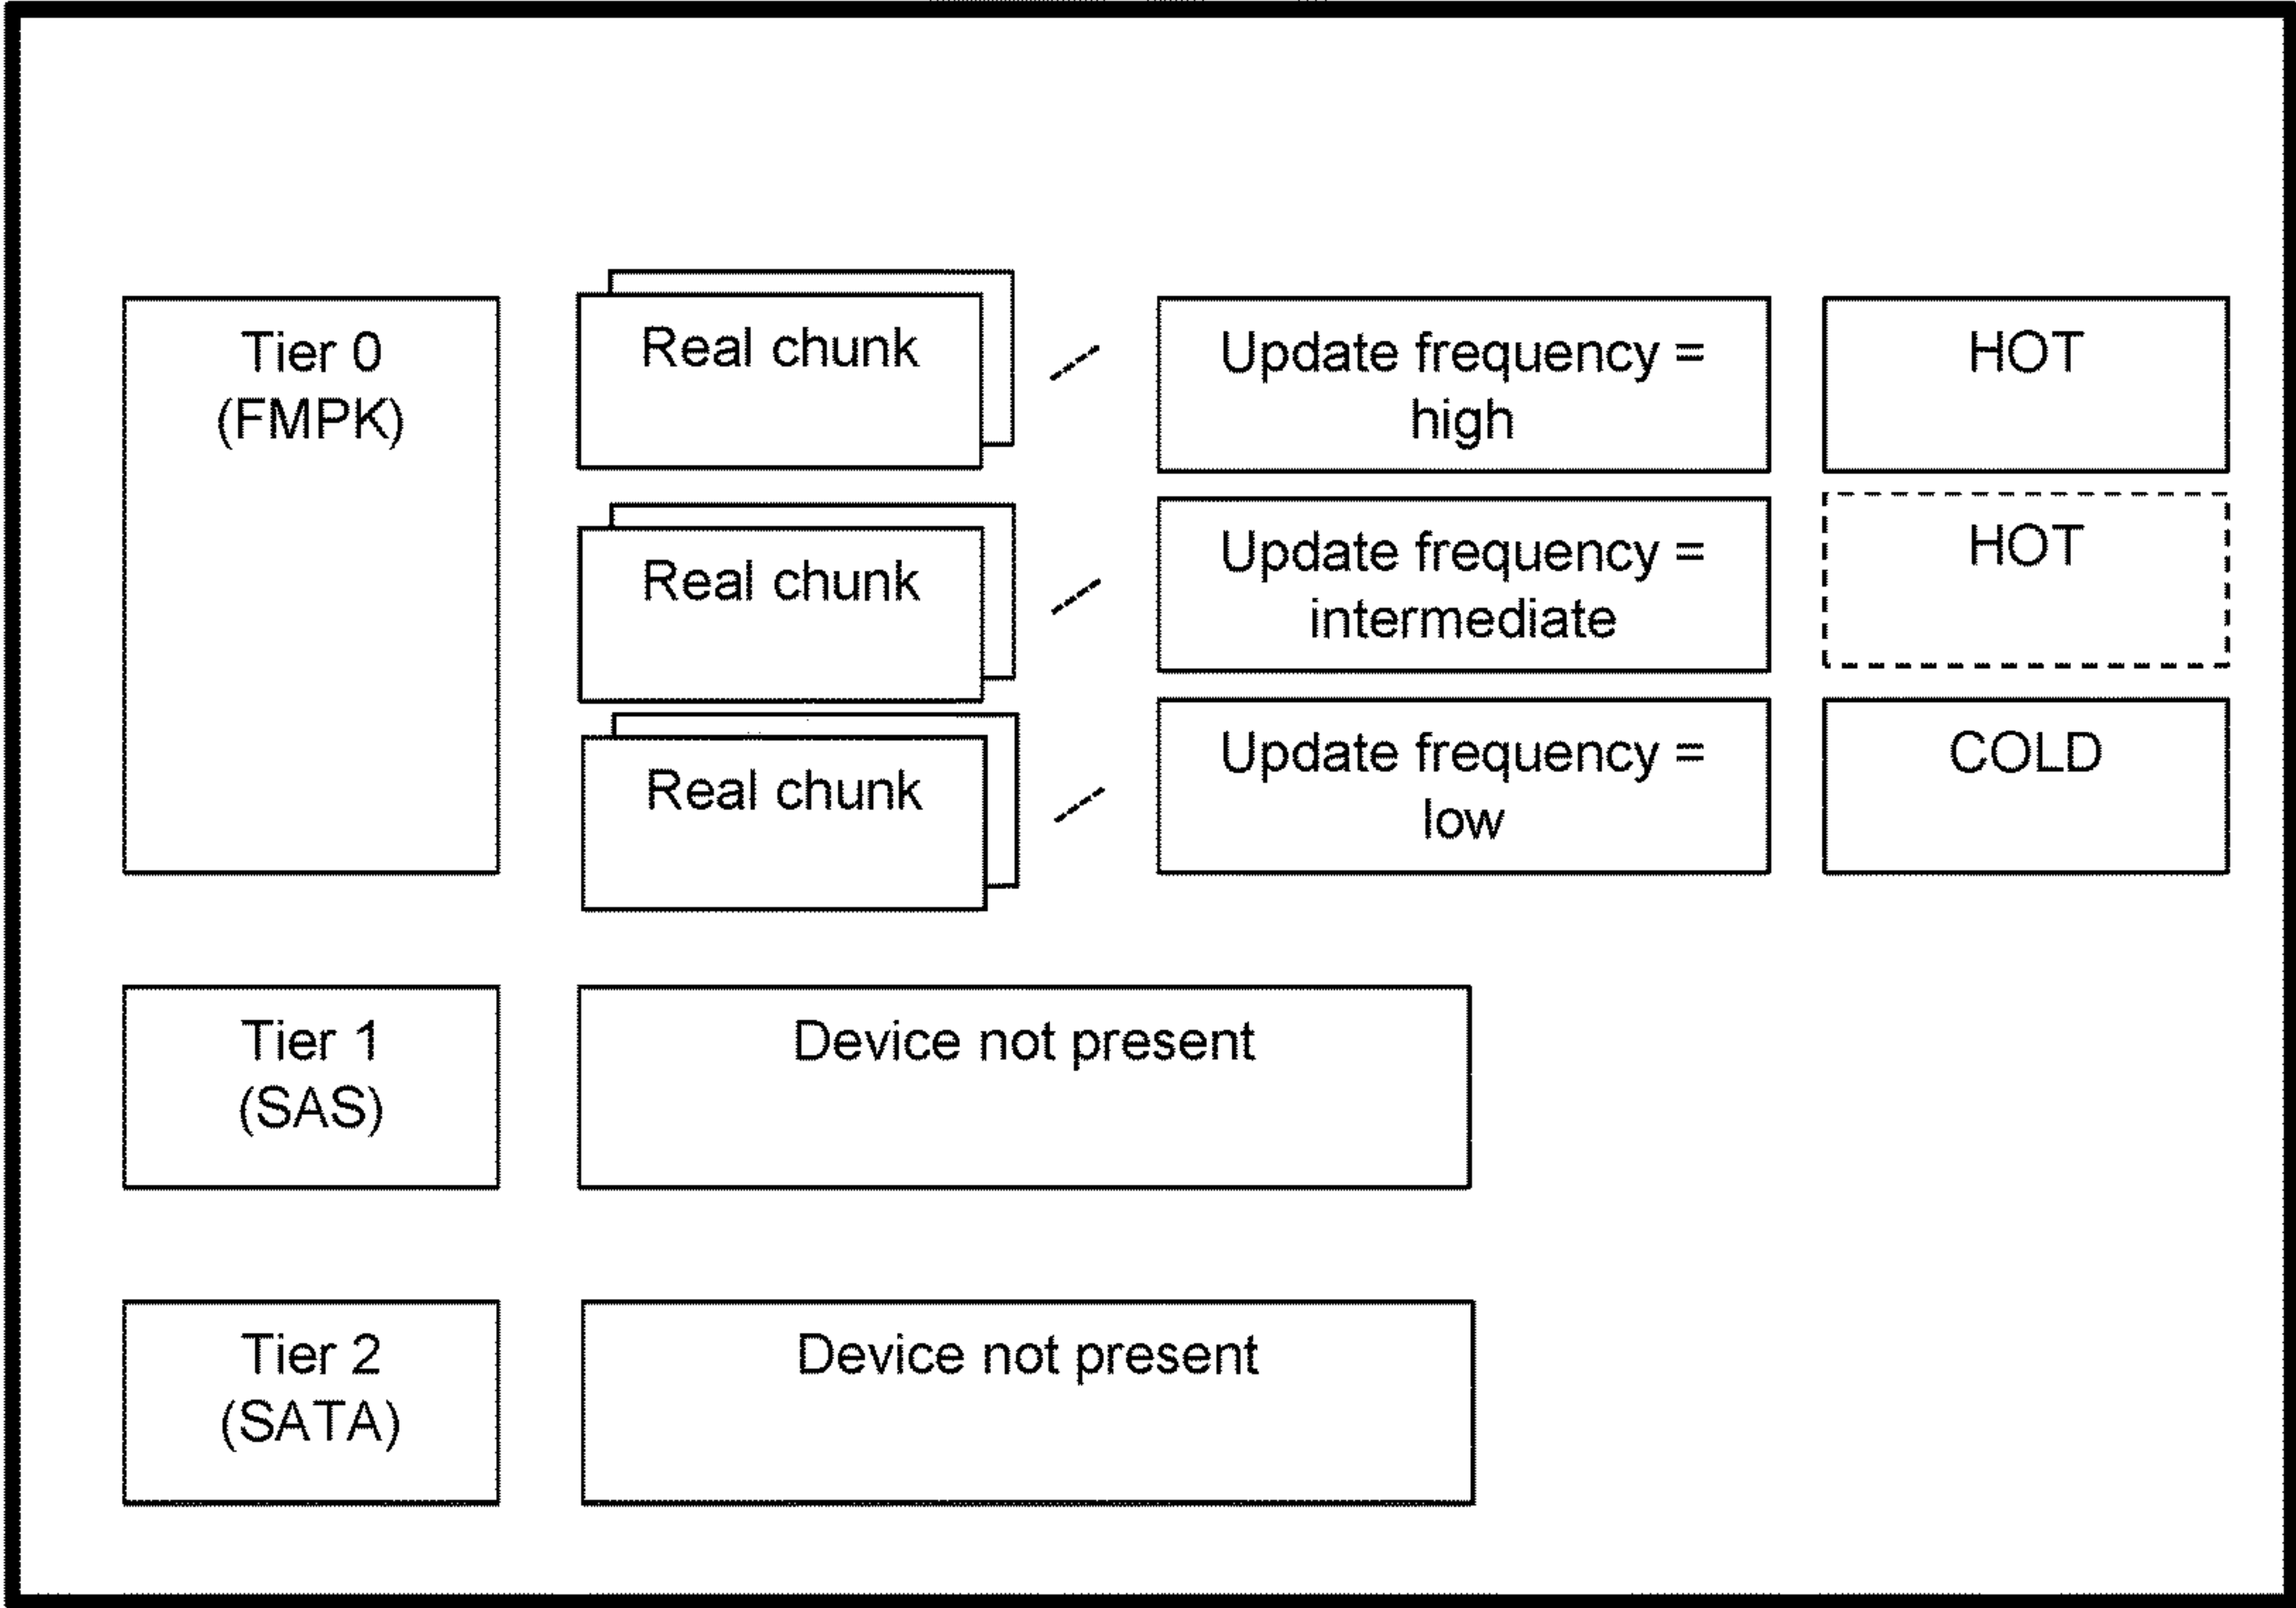 Tier 0
(FMPK)
Real chunk
Update frequency =
high
HOT
Real chunk
Update frequency =
intermediate
HOT
Real chunk
Update frequency =
low
COLD
Tier 1
(SAS)
Device not present
Tier 2
(SATA)
Device not present